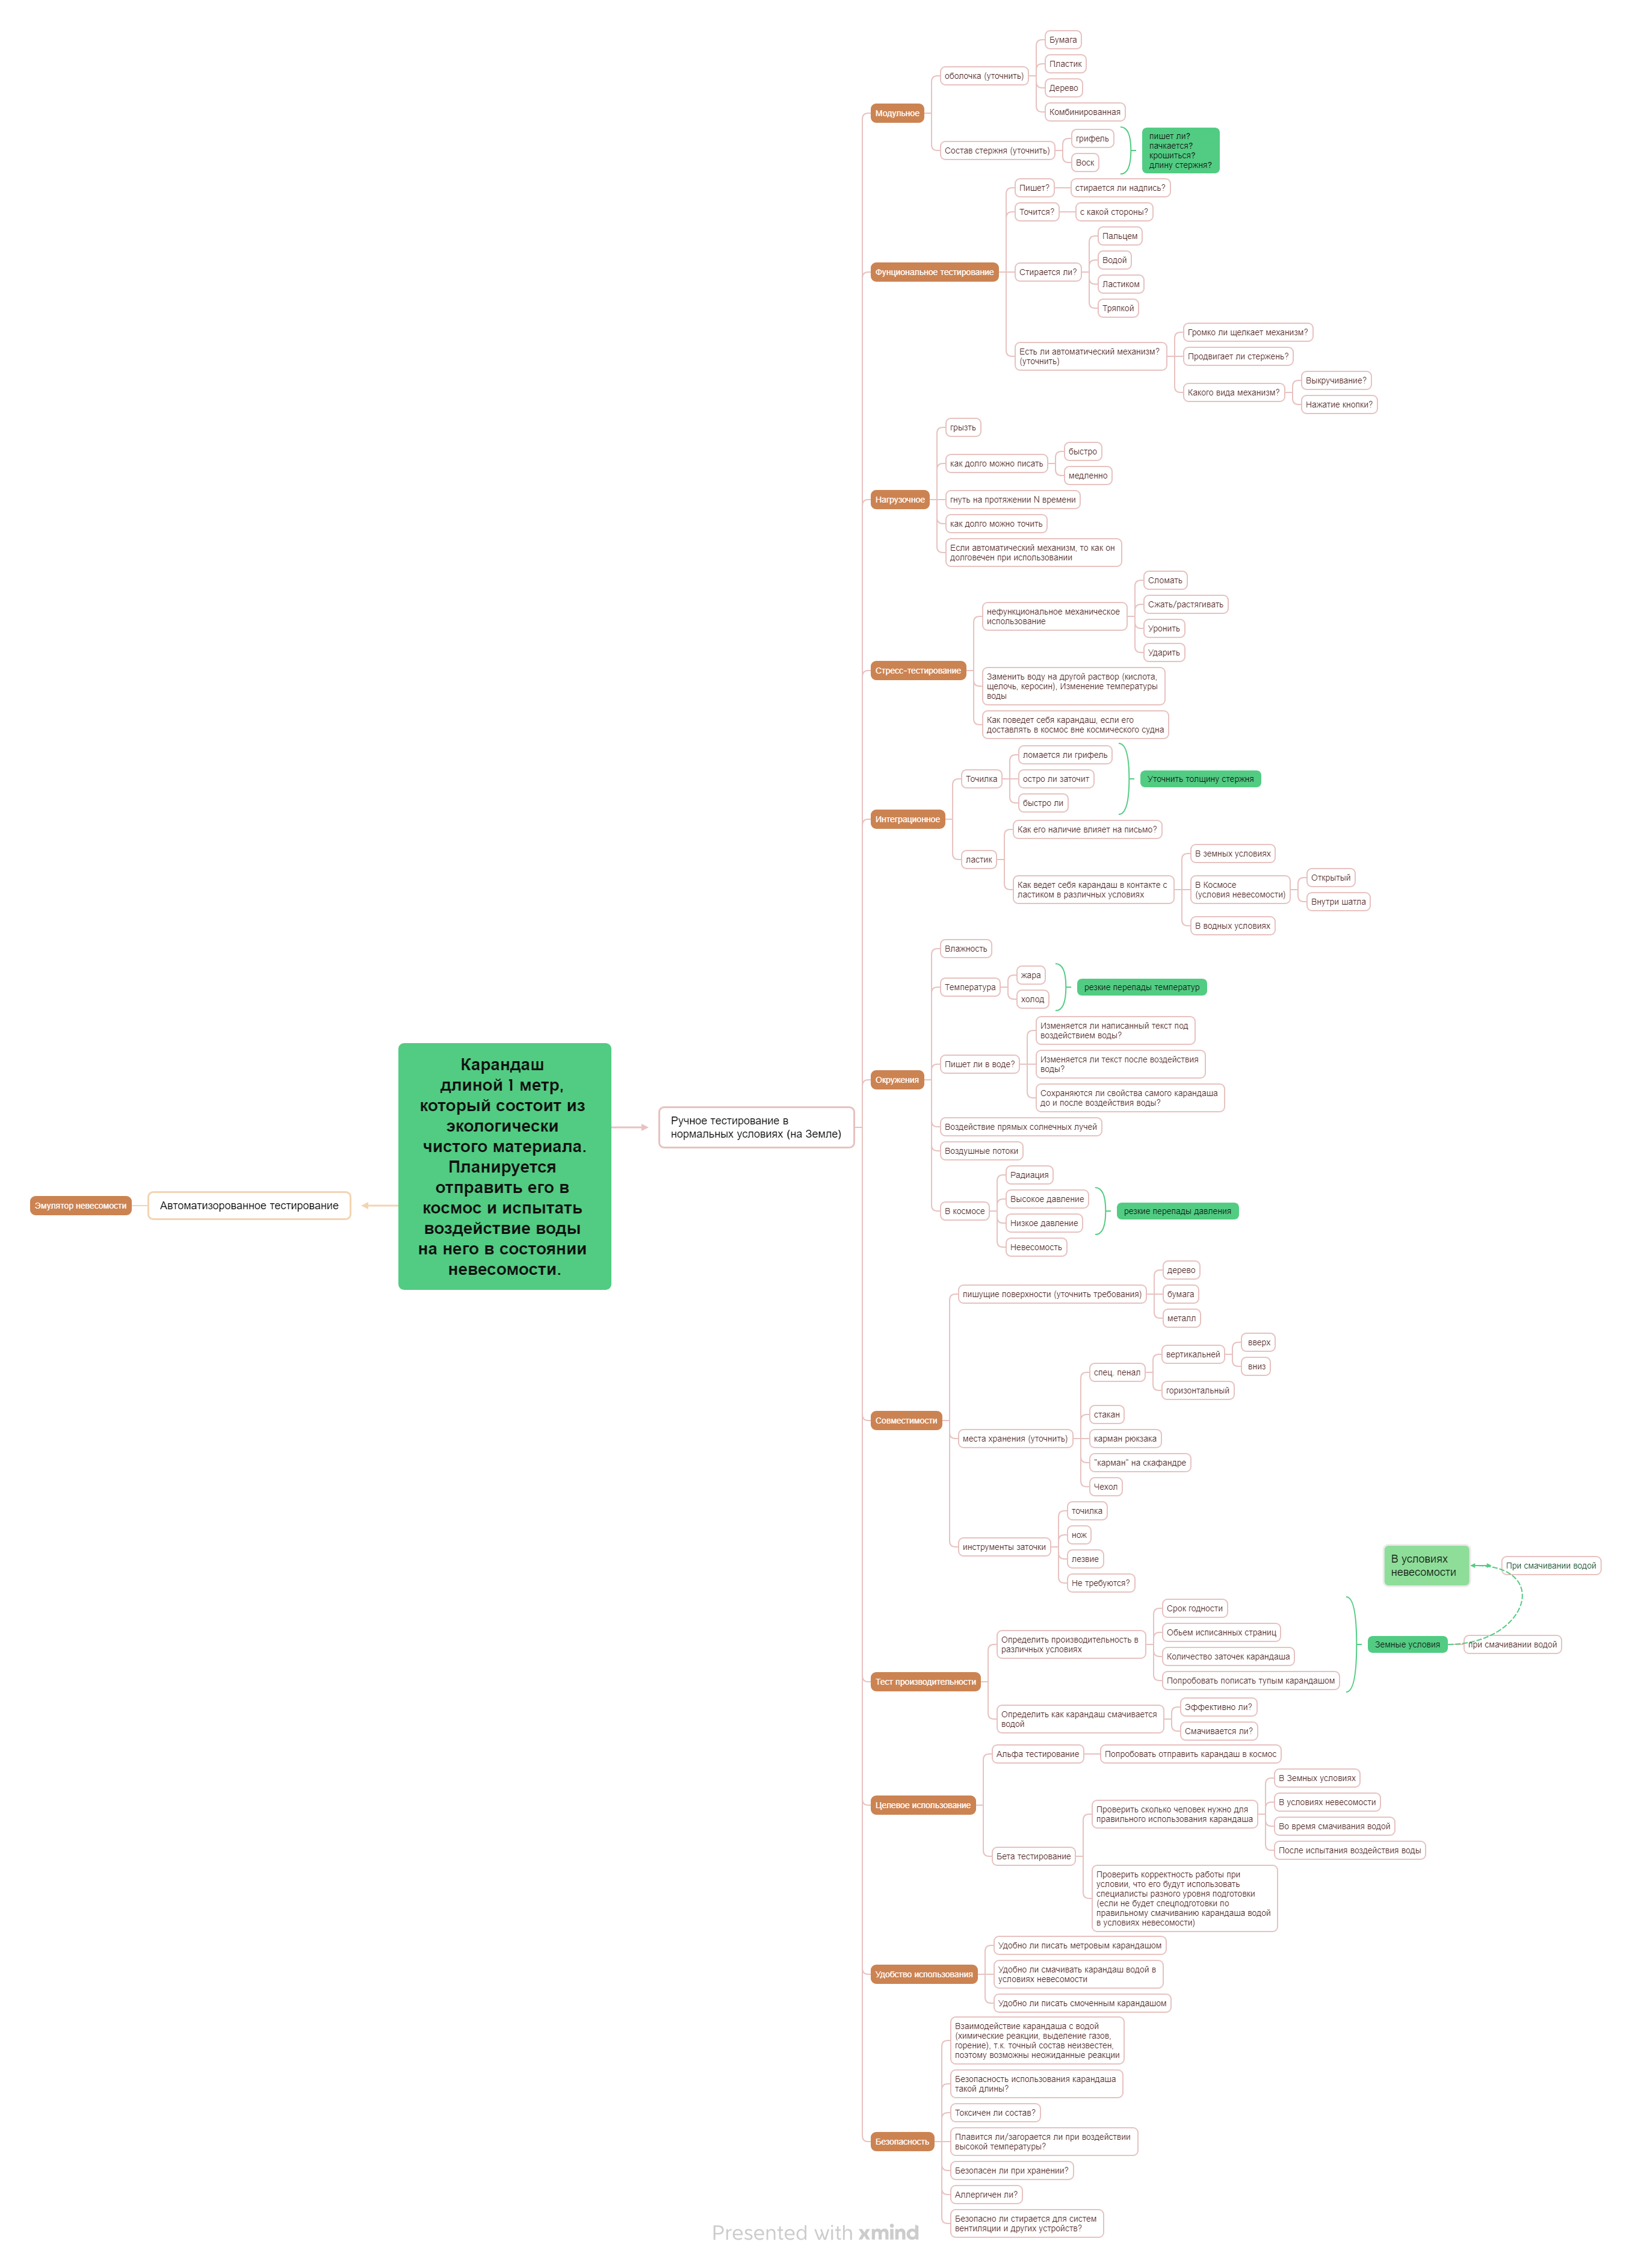 Карандаш
длиной 1 метр,
который состоит из
экологически
чистого материала.
Планируется
отправить его в
космос и испытать
воздействие воды
на него в состоянии
невесомости.
Автоматизорованное тестирование
Эмулятор невесомости
Ручное тестирование в
нормальных условиях (на Земле)
Модульное
оболочка (уточнить)
Бумага
Пластик
Дерево
Комбинированная
Состав стержня (уточнить)
грифель
Воск
пишет ли?
пачкается?
крошиться?
длину стержня?
Фунциональное тестирование
Пишет?
стирается ли надпись?
Точится?
с какой стороны?
Стирается ли?
Пальцем
Водой
Ластиком
Тряпкой
Есть ли автоматический механизм?
(уточнить)
Громко ли щелкает механизм?
Продвигает ли стержень?
Какого вида механизм?
Выкручивание?
Нажатие кнопки?
Нагрузочное
грызть
как долго можно писать
быстро
медленно
гнуть на протяжении N времени
как долго можно точить
Если автоматический механизм, то как он
долговечен при использовании
Стресс-тестирование
нефункциональное механическое
использование
Сломать
Сжать/растягивать
Уронить
Ударить
Заменить воду на другой раствор (кислота,
щелочь, керосин), Изменение температуры
воды
Как поведет себя карандаш, если его
доставлять в космос вне космического судна
Интеграционное
Точилка
ломается ли грифель
остро ли заточит
быстро ли
Уточнить толщину стержня
ластик
Как его наличие влияет на письмо?
Как ведет себя карандаш в контакте с
ластиком в различных условиях
В земных условиях
В Космосе
(условия невесомости)
Открытый
Внутри шатла
В водных условиях
Окружения
Влажность
Температура
жара
холод
резкие перепады температур
Пишет ли в воде?
Изменяется ли написанный текст под
воздействием воды?
Изменяется ли текст после воздействия
воды?
Сохраняются ли свойства самого карандаша
до и после воздействия воды?
Воздействие прямых солнечных лучей
Воздушные потоки
В космосе
Радиация
Высокое давление
Низкое давление
Невесомость
резкие перепады давления
Совместимости
пишущие поверхности (уточнить требования)
дерево
бумага
металл
места хранения (уточнить)
спец. пенал
вертикальней
вверх
вниз
горизонтальный
стакан
карман рюкзака
"карман" на скафандре
Чехол
инструменты заточки
точилка
нож
лезвие
Не требуются?
Тест производительности
Определить производительность в
различных условиях
Срок годности
Обьем исписанных страниц
Количество заточек карандаша
Попробовать пописать тупым карандашом
Земные условия
при смачивании водой
В условиях
невесомости
При смачивании водой
Определить как карандаш смачивается
водой
Эффективно ли?
Смачивается ли?
Целевое использование
Альфа тестирование
Попробовать отправить карандаш в космос
Бета тестирование
Проверить сколько человек нужно для
правильного использования карандаша
В Земных условиях
В условиях невесомости
Во время смачивания водой
После испытания воздействия воды
Проверить корректность работы при
условии, что его будут использовать
специалисты разного уровня подготовки
(если не будет спецподготовки по
правильному смачиванию карандаша водой
в условиях невесомости)
Удобство использования
Удобно ли писать метровым карандашом
Удобно ли смачивать карандаш водой в
условиях невесомости
Удобно ли писать смоченным карандашом
Безопасность
Взаимодействие карандаша с водой
(химические реакции, выделение газов,
горение), т.к. точный состав неизвестен,
поэтому возможны неожиданные реакции
Безопасность использования карандаша
такой длины?
Токсичен ли состав?
Плавится ли/загорается ли при воздействии
высокой температуры?
Безопасен ли при хранении?
Аллергичен ли?
Безопасно ли стирается для систем
вентиляции и других устройств?
Presented with xmind